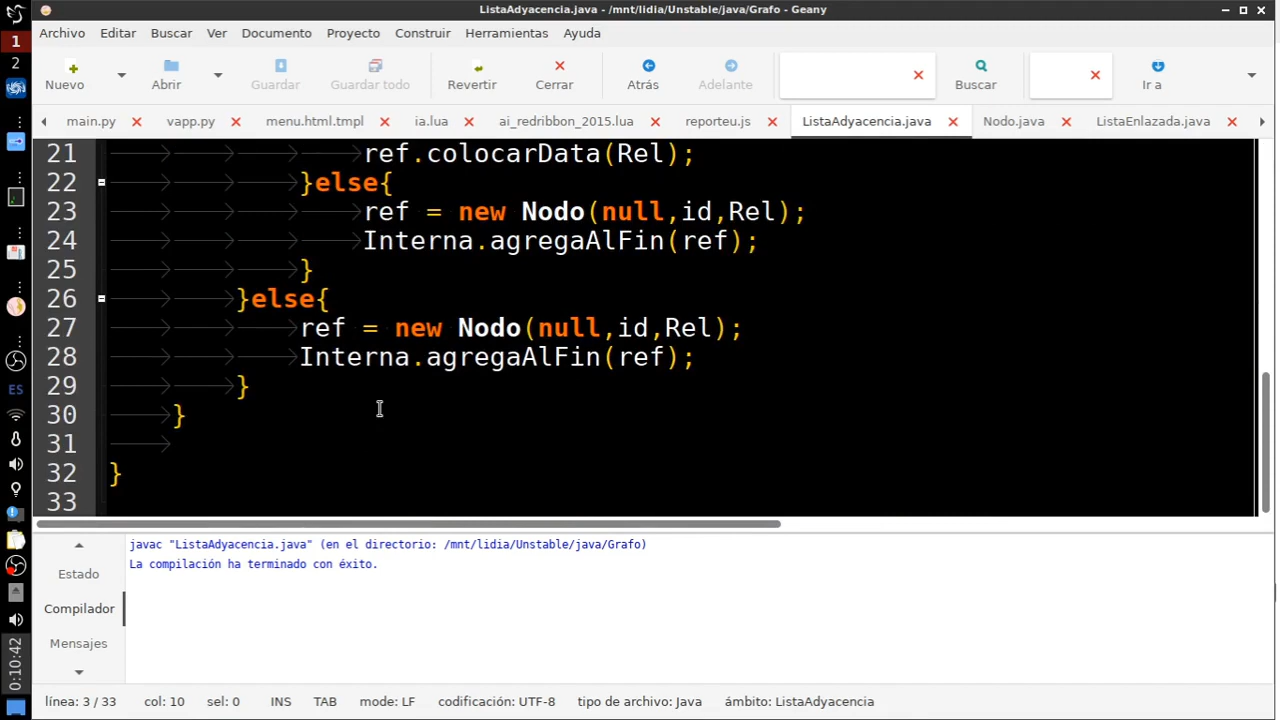 ListaAdyacencia.java - /mnt/lidia/Unstable/java/Grafo - Geany
1
2
ES
0:10:42
Archivo Editar Buscar Ver Documento Proyecto Construir Herramientas Ayuda
Nuevo Abrir Guardar Guardar todo Revertir Cerrar Atrás Adelante Buscar Ir a
main.py vapp.py menu.html.tmpl ia.lua ai_redribbon_2015.lua reporteu.js ListaAdyacencia.java Nodo.java ListaEnlazada.java
21 ref.colocarData(Rel);
22 }else{
23 ref = new Nodo(null,id,Rel);
24 Interna.agregaAlFin(ref);
25 }
26 }else{
27 ref = new Nodo(null,id,Rel);
28 Interna.agregaAlFin(ref);
29 }
30 }
31
32 }
33
Estado
Compilador
Mensajes
javac "ListaAdyacencia.java" (en el directorio: /mnt/lidia/Unstable/java/Grafo)
La compilación ha terminado con éxito.
línea: 3 / 33 col: 10 sel: 0 INS TAB mode: LF codificación: UTF-8 tipo de archivo: Java ámbito: ListaAdyacencia